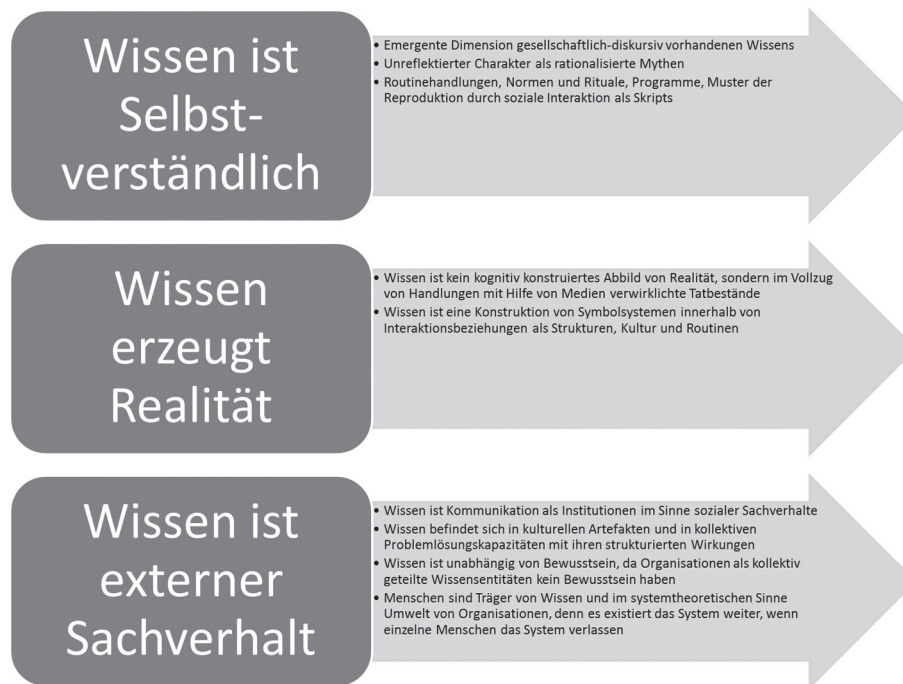 Wissen ist
Selbst-
verständlich
• Emergente Dimension gesellschaftlich-diskursiv vorhandenen Wissens
• Unreflektierter Charakter als rationalisierte Mythen
• Routinehandlungen, Normen und Rituale, Programme, Muster der
Reproduktion durch soziale Interaktion als Skripts
Wissen
erzeugt
Realität
• Wissen ist kein kognitiv konstruiertes Abbild von Realität, sondern im Vollzug
von Handlungen mit Hilfe von Medien verwirklichte Tatbestände
• Wissen ist eine Konstruktion von Symbolsystemen innerhalb von
Interaktionsbeziehungen als Strukturen, Kultur und Routinen
Wissen ist
externer
Sachverhalt
• Wissen ist Kommunikation als Institutionen im Sinne sozialer Sachverhalte
• Wissen befindet sich in kulturellen Artefakten und in kollektiven
Problemlösungskapazitäten mit ihren strukturierten Wirkungen
• Wissen ist unabhängig von Bewusstsein, da Organisationen als kollektiv
geteilte Wissensentitäten kein Bewusstsein haben
• Menschen sind Träger von Wissen und im systemtheoretischen Sinne
Umwelt von Organisationen, denn es existiert das System weiter, wenn
einzelne Menschen das System verlassen